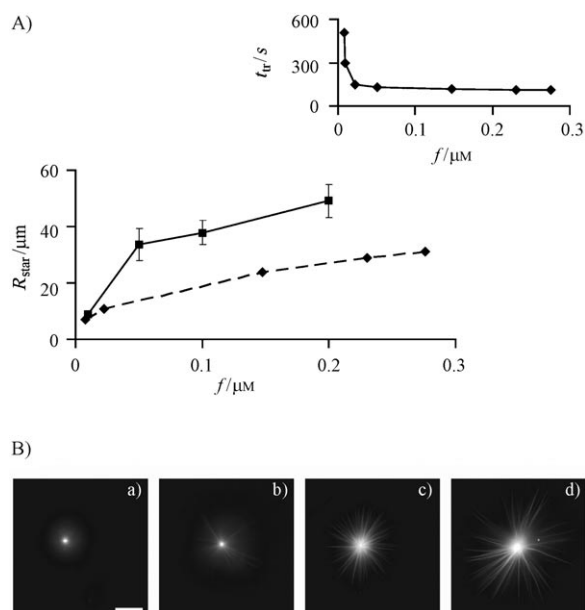 A)
600
300
0
t_tr/s
0 0.1 0.2 0.3
f/μM
60
40
20
0
R_star/μm
0 0.1 0.2 0.3
f/μM
B)
a) b) c) d)